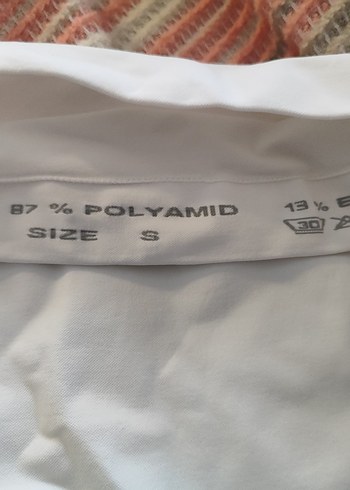 87 % POLYAMID 13 % E
SIZE S 30